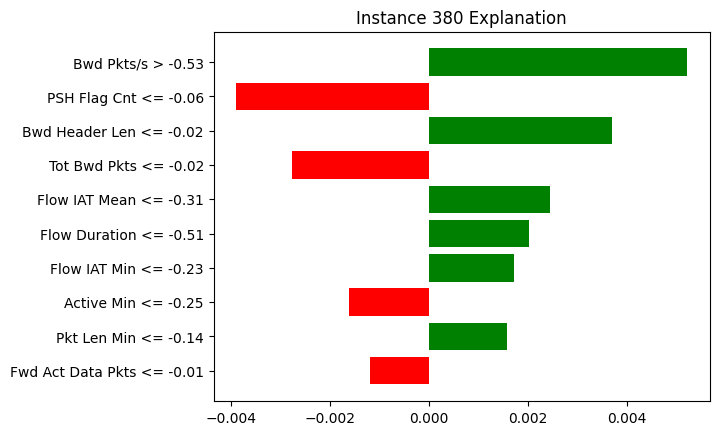 Instance 380 Explanation
Bwd Pkts/s > -0.53
PSH Flag Cnt <= -0.06
Bwd Header Len <= -0.02
Tot Bwd Pkts <= -0.02
Flow IAT Mean <= -0.31
Flow Duration <= -0.51
Flow IAT Min <= -0.23
Active Min <= -0.25
Pkt Len Min <= -0.14
Fwd Act Data Pkts <= -0.01
−0.004 −0.002 0.000 0.002 0.004